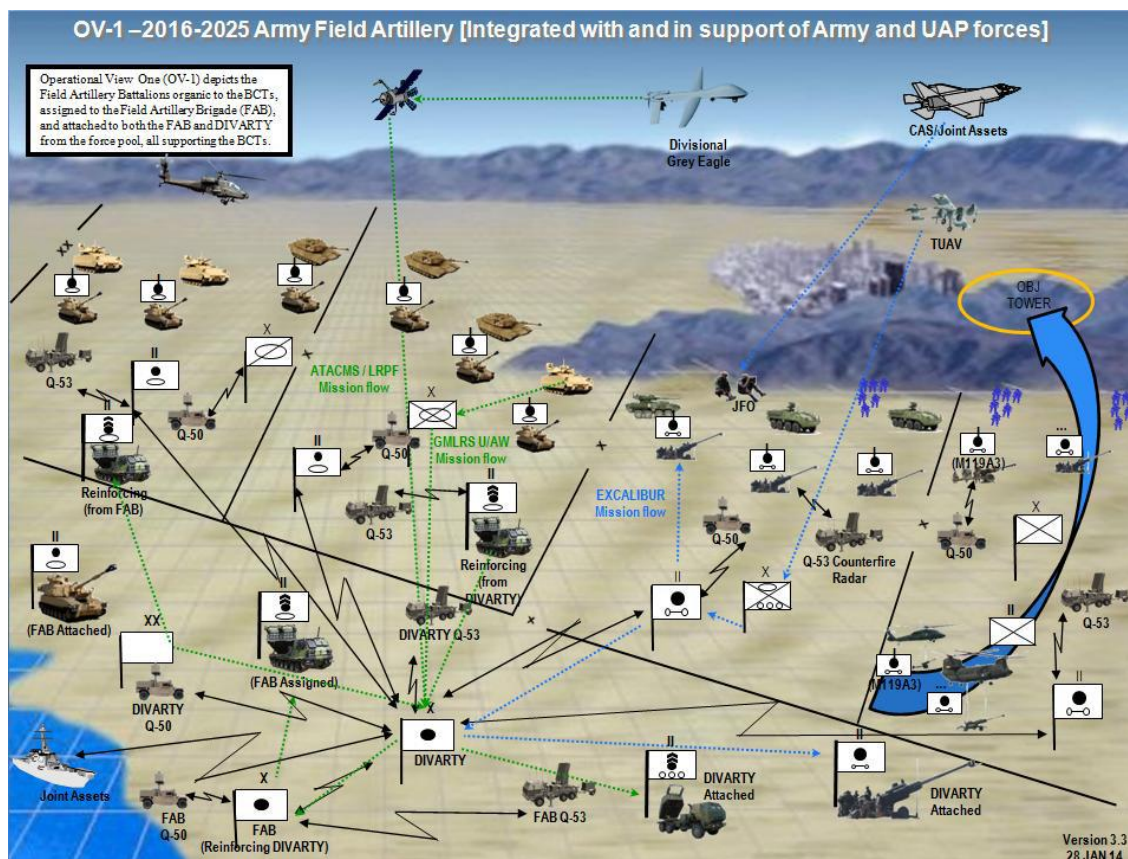 OV-1 –2016-2025 Army Field Artillery [Integrated with and in support of Army and UAP forces]
Operational View One (OV-1) depicts the
Field Artillery Battalions organic to the BCTs,
assigned to the Field Artillery Brigade (FAB),
and attached to both the FAB and DIVARTY
from the force pool, all supporting the BCTs.
Divisional
Grey Eagle
CAS/Joint Assets
TUAV
OBJ
TOWER
XX
X
X
Q-53
II
Q-50
II
Reinforcing
(from FAB)
ATACMS / LRPF
Mission flow
X
GMLRS U/AW
Mission flow
II
Q-50
Q-53
II
Reinforcing
(from
DIVARTY)
X
JFO
EXCALIBUR
Mission flow
Q-50
Q-53 Counterfire
Radar
(M119A3)
...
Q-50
X
X
Q-53
II
(FAB Attached)
XX
DIVARTY
Q-50
II
(FAB Assigned)
DIVARTY Q-53
X
II
X
II
(M119A3)
...
II
X
DIVARTY
Joint Assets
FAB
Q-50
X
FAB
(Reinforcing DIVARTY)
FAB Q-53
II
DIVARTY
Attached
II
DIVARTY
Attached
Version 3.3
28 JAN 14